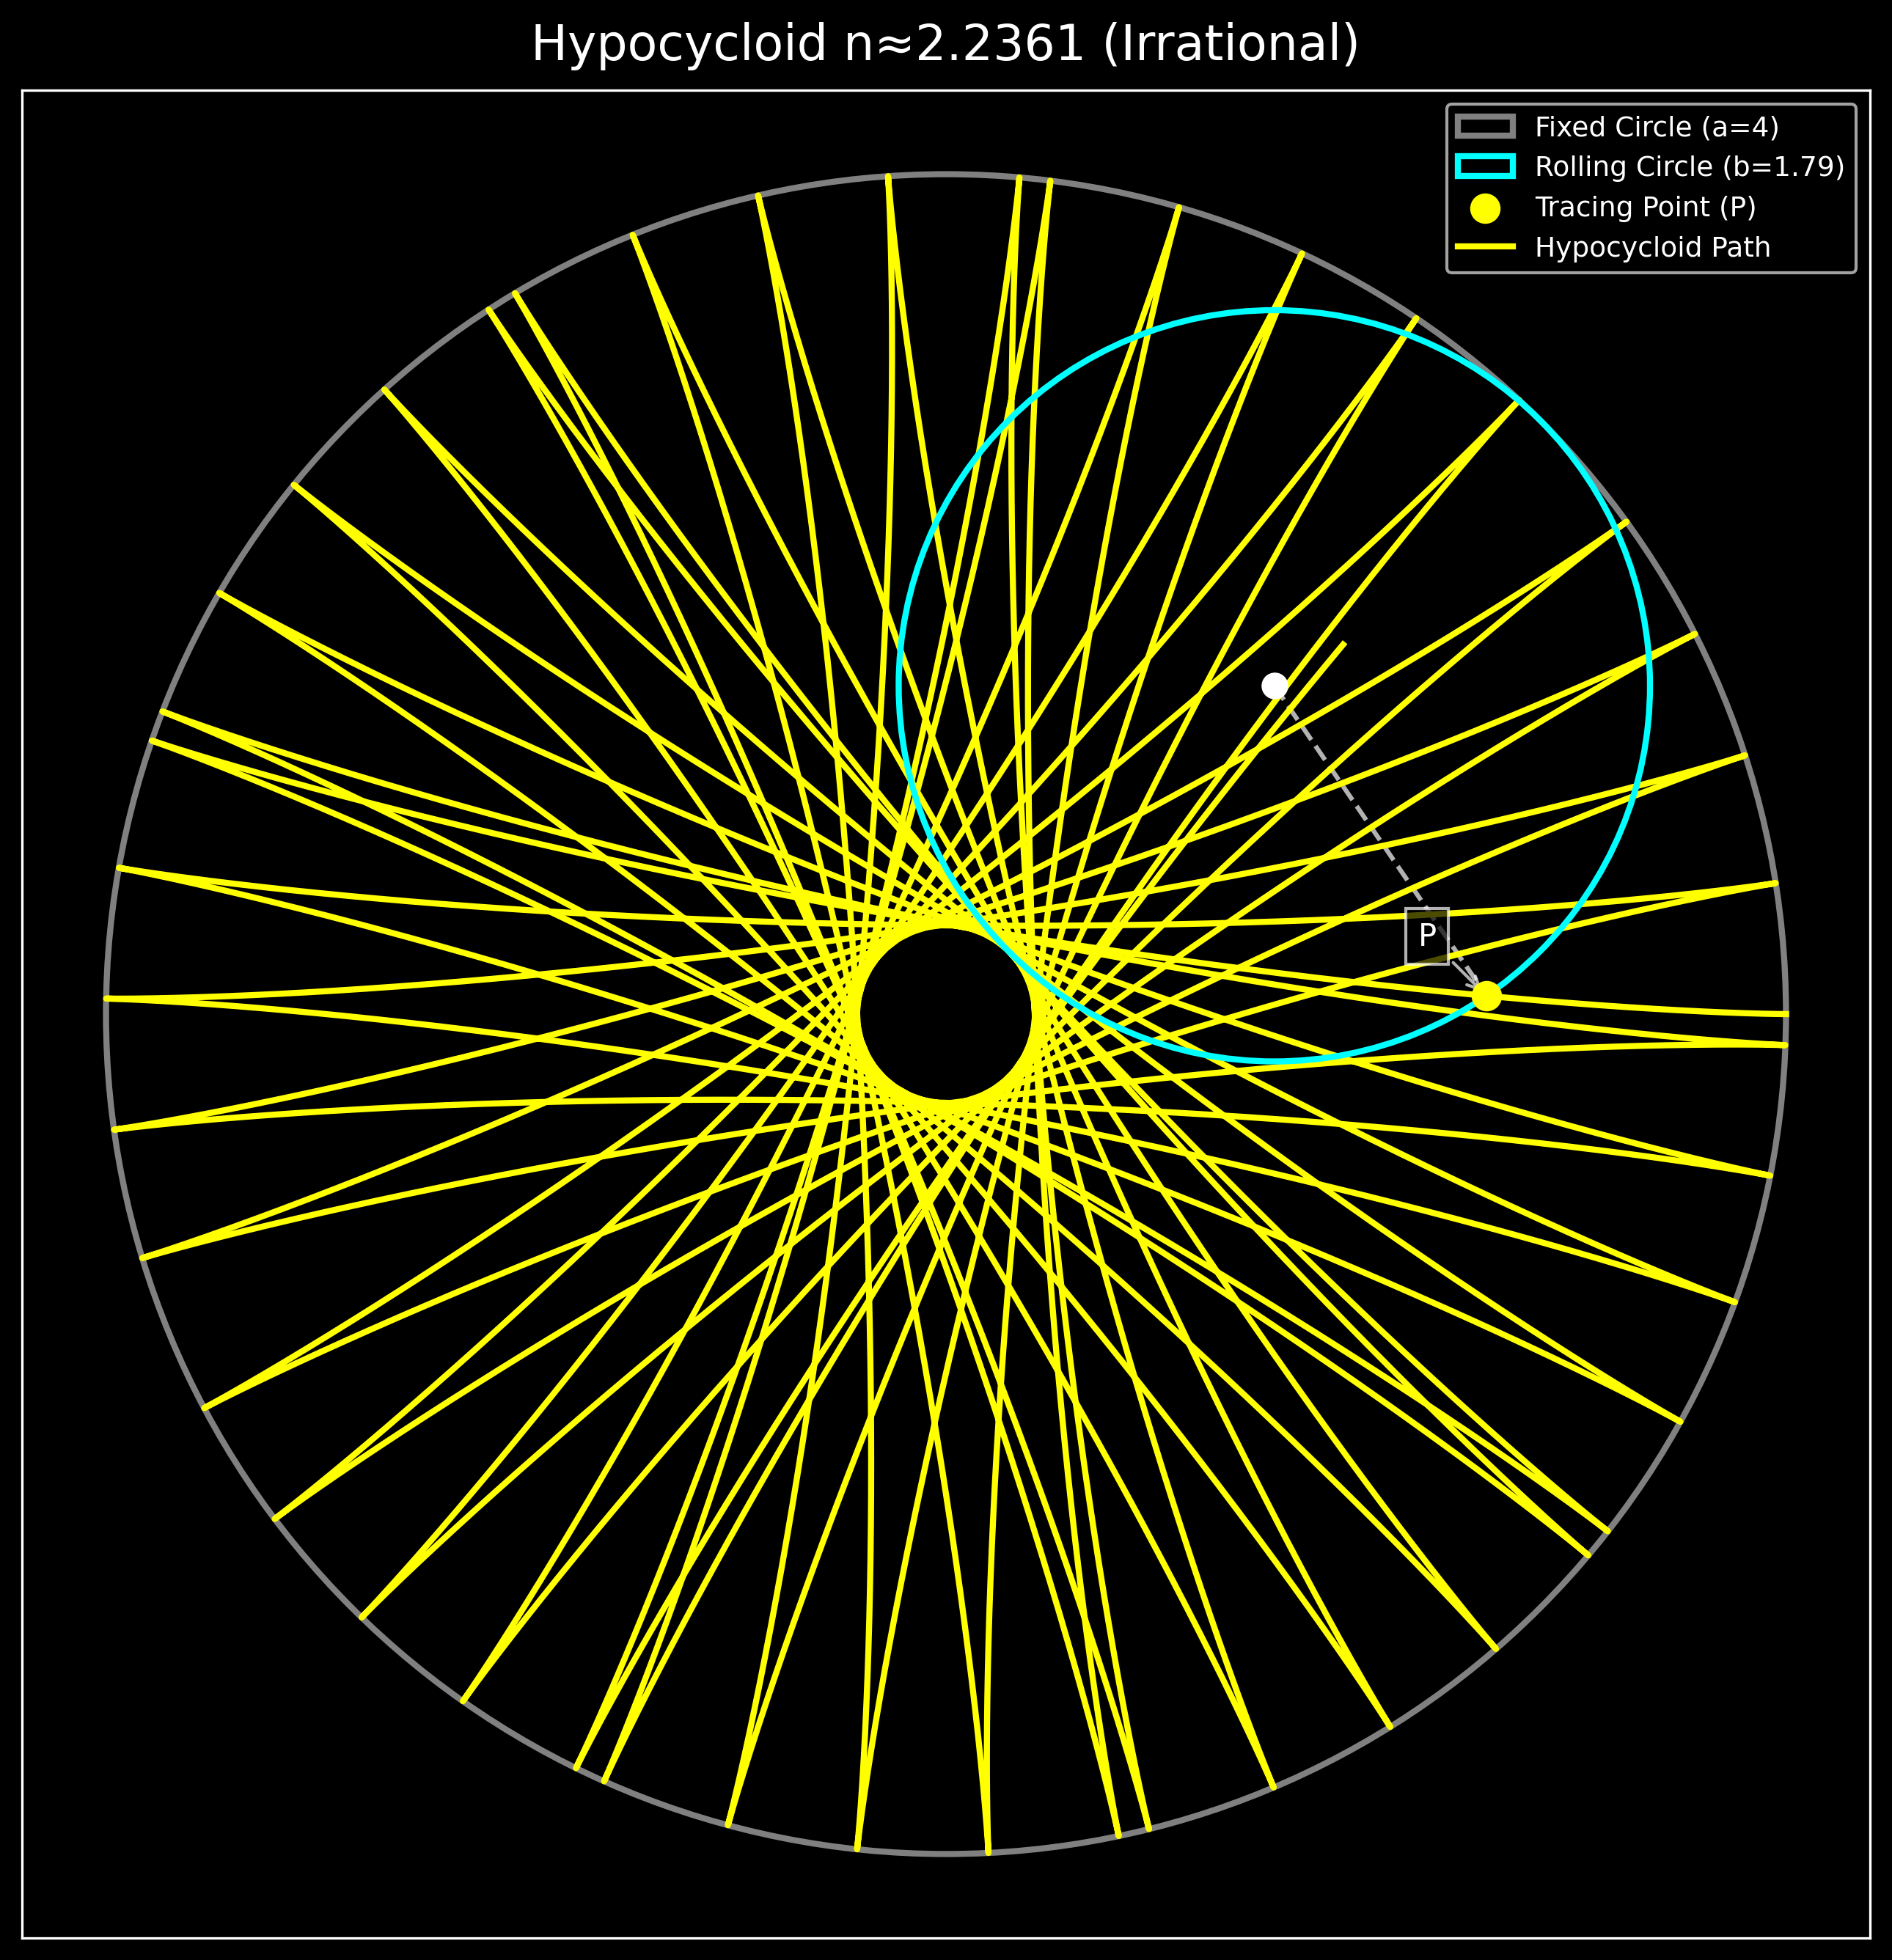 Hypocycloid n≈2.2361 (Irrational)
Fixed Circle (a=4)
Rolling Circle (b=1.79)
Tracing Point (P)
Hypocycloid Path
P